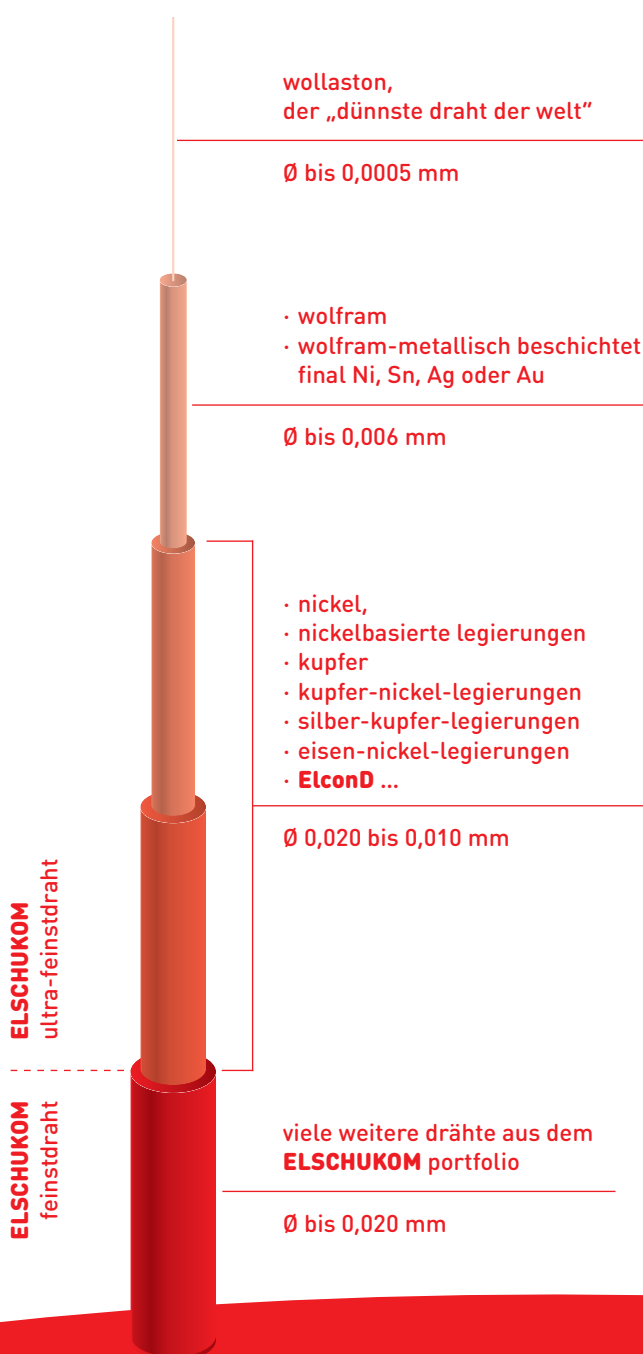 wollaston,
der „dünnste draht der welt“
Ø bis 0,0005 mm
· wolfram
· wolfram-metallisch beschichtet
final Ni, Sn, Ag oder Au
Ø bis 0,006 mm
· nickel,
· nickelbasierte legierungen
· kupfer
· kupfer-nickel-legierungen
· silber-kupfer-legierungen
· eisen-nickel-legierungen
· ElconD ...
Ø 0,020 bis 0,010 mm
ELSCHUKOM
ultra-feinstdraht
ELSCHUKOM
feinstdraht
viele weitere drähte aus dem
ELSCHUKOM portfolio
Ø bis 0,020 mm